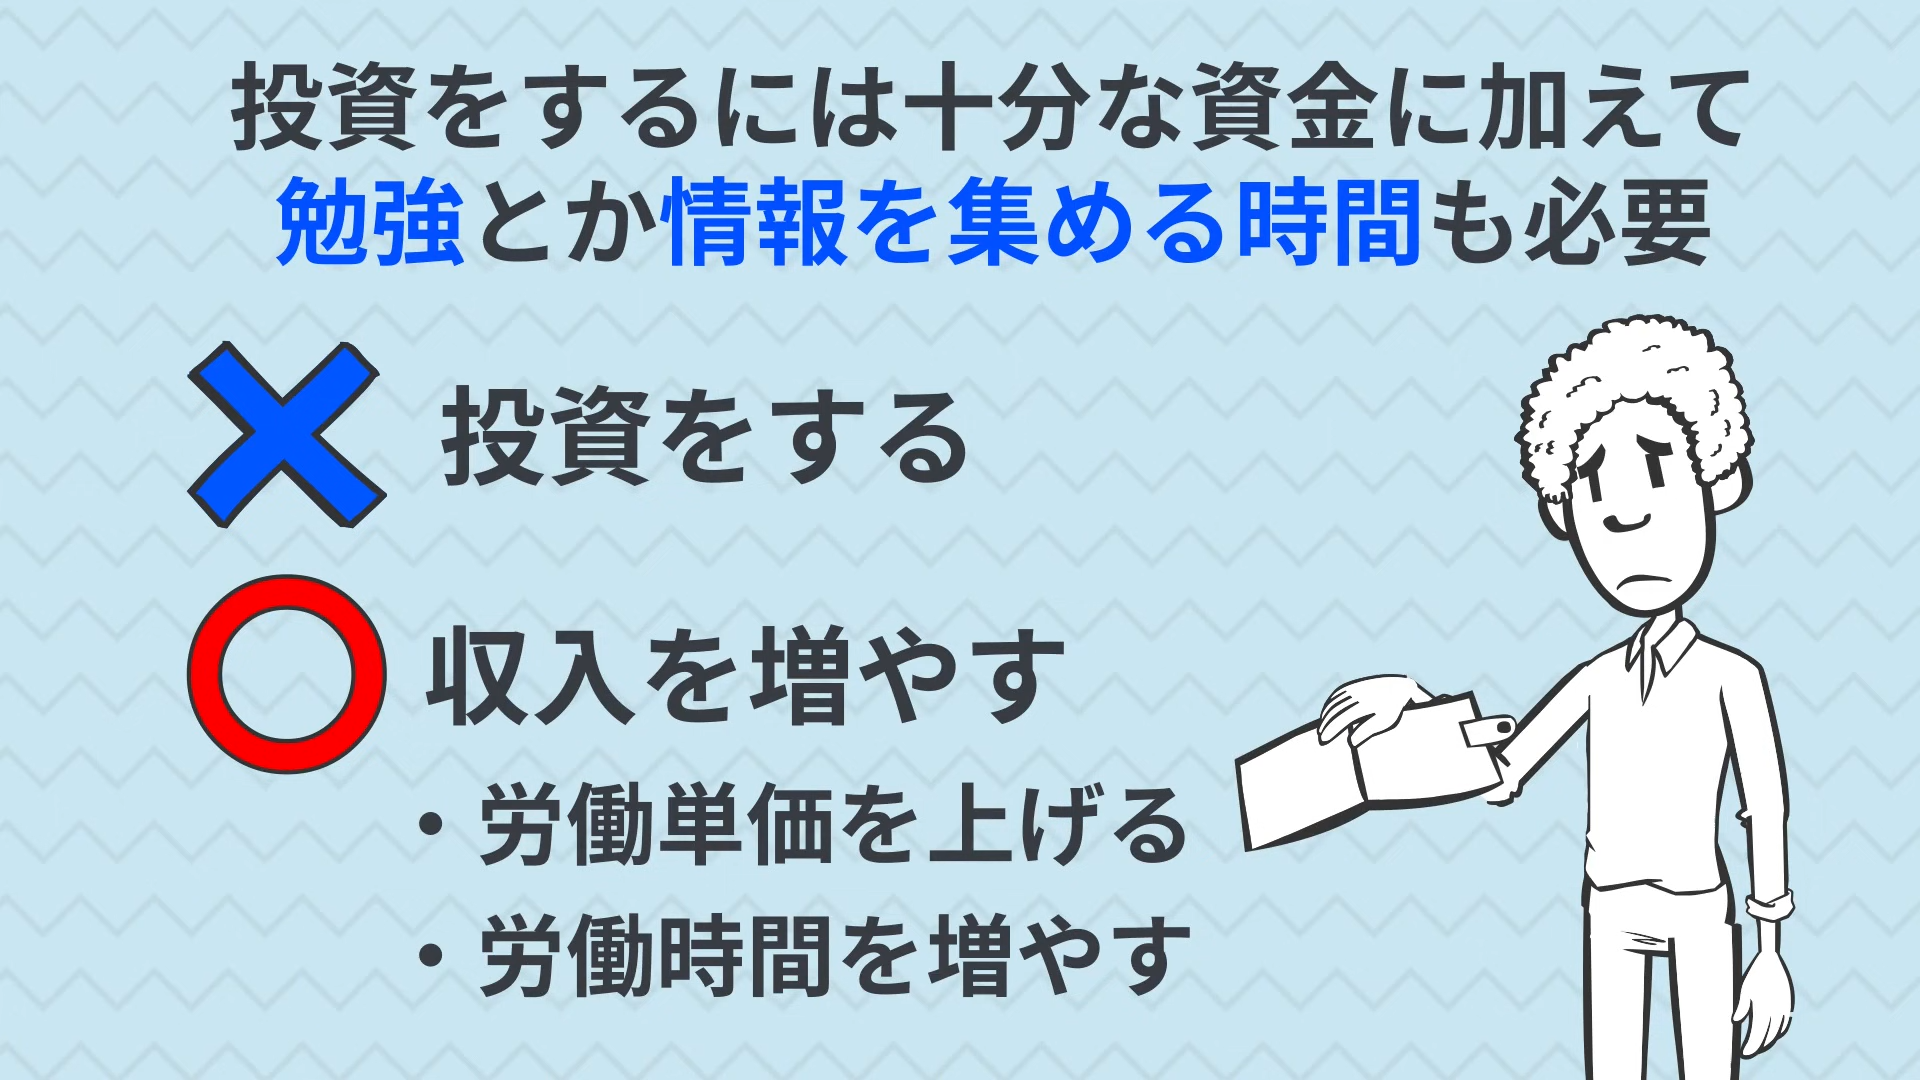 投資をするには十分な資金に加えて
勉強とか情報を集める時間も必要
投資をする
収入を増やす
・労働単価を上げる
・労働時間を増やす